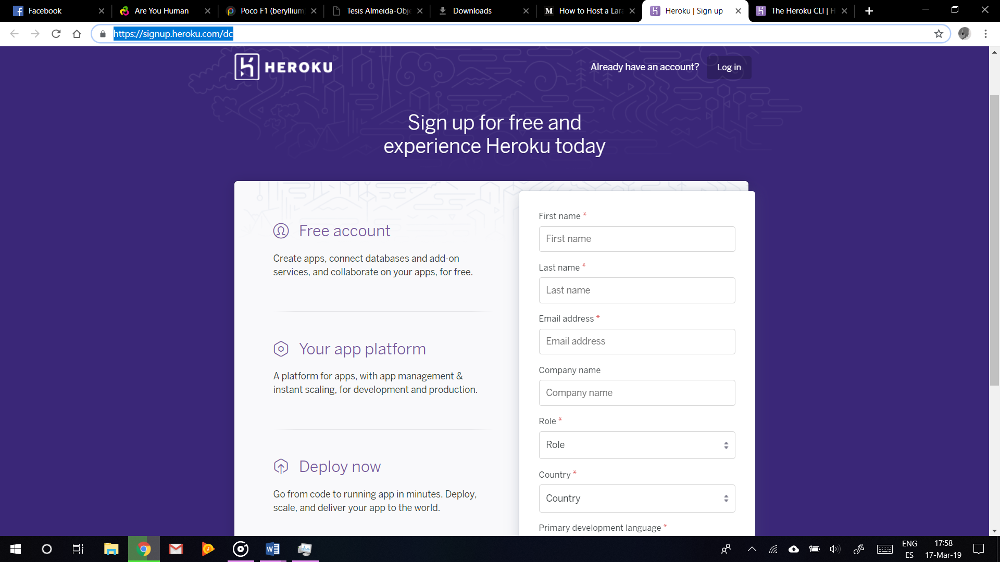 Facebook
Are You Human
Poco F1 (beryllium
Tesis Almeida-Obje
Downloads
How to Host a Lara
Heroku | Sign up
The Heroku CLI | H
https://signup.heroku.com/dc
HEROKU
Already have an account?
Log in
Sign up for free and
experience Heroku today
Free account
Create apps, connect databases and add-on
services, and collaborate on your apps, for free.
Your app platform
A platform for apps, with app management &
instant scaling, for development and production.
Deploy now
Go from code to running app in minutes. Deploy,
scale, and deliver your app to the world.
First name *
First name
Last name *
Last name
Email address *
Email address
Company name
Company name
Role *
Role
Country *
Country
Primary development language *
ENG
ES
17:58
17-Mar-19